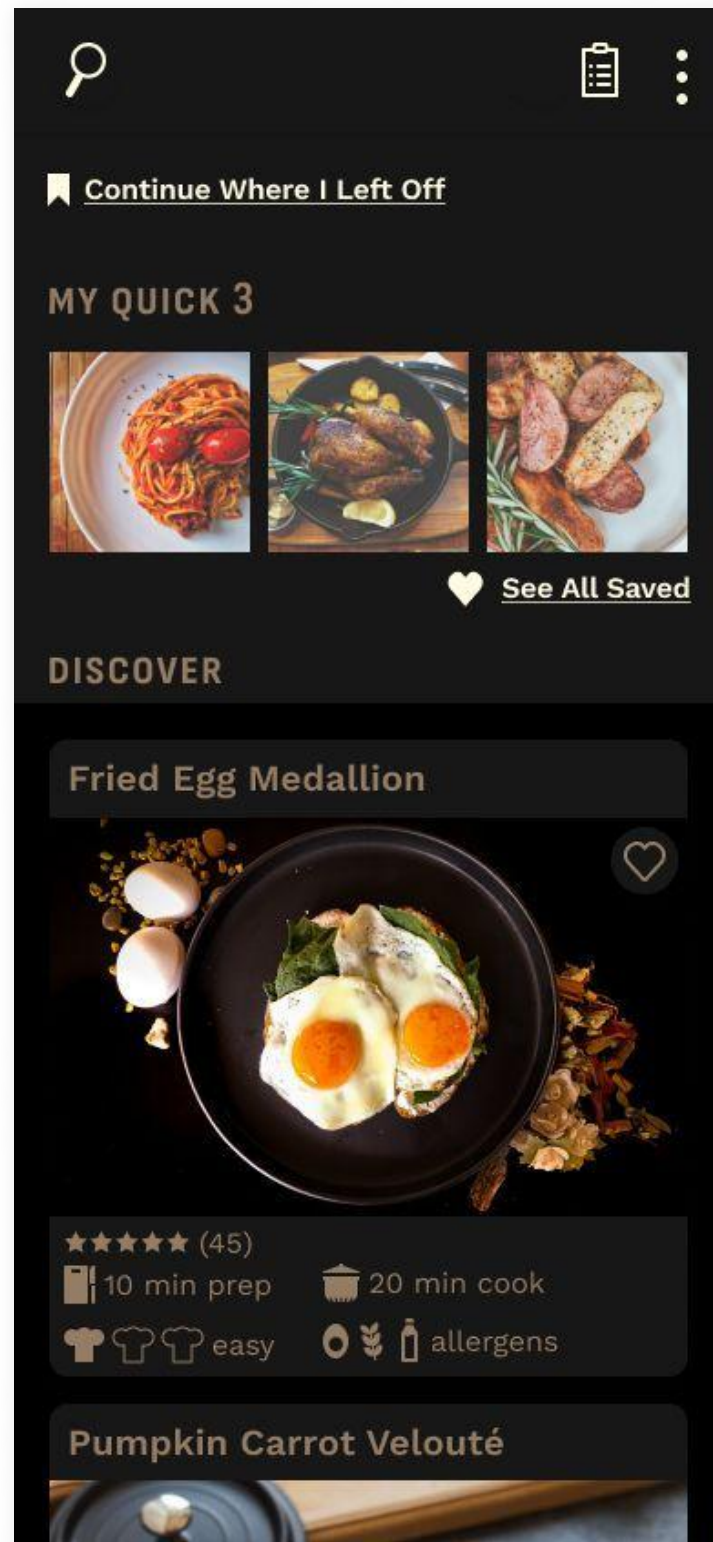 Continue Where I Left Off
MY QUICK 3
See All Saved
DISCOVER
Fried Egg Medallion
(45)
10 min prep
20 min cook
easy
allergens
Pumpkin Carrot Velouté